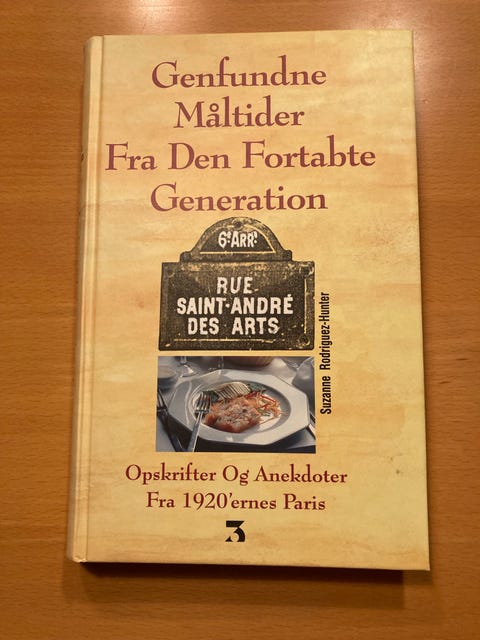 Genfundne
Måltider
Fra Den Fortabte
Generation
6e ARRt
RUE
SAINT-ANDRÉ
DES ARTS
Suzanne Rodriguez-Hunter
Opskrifter Og Anekdoter
Fra 1920'ernes Paris
3